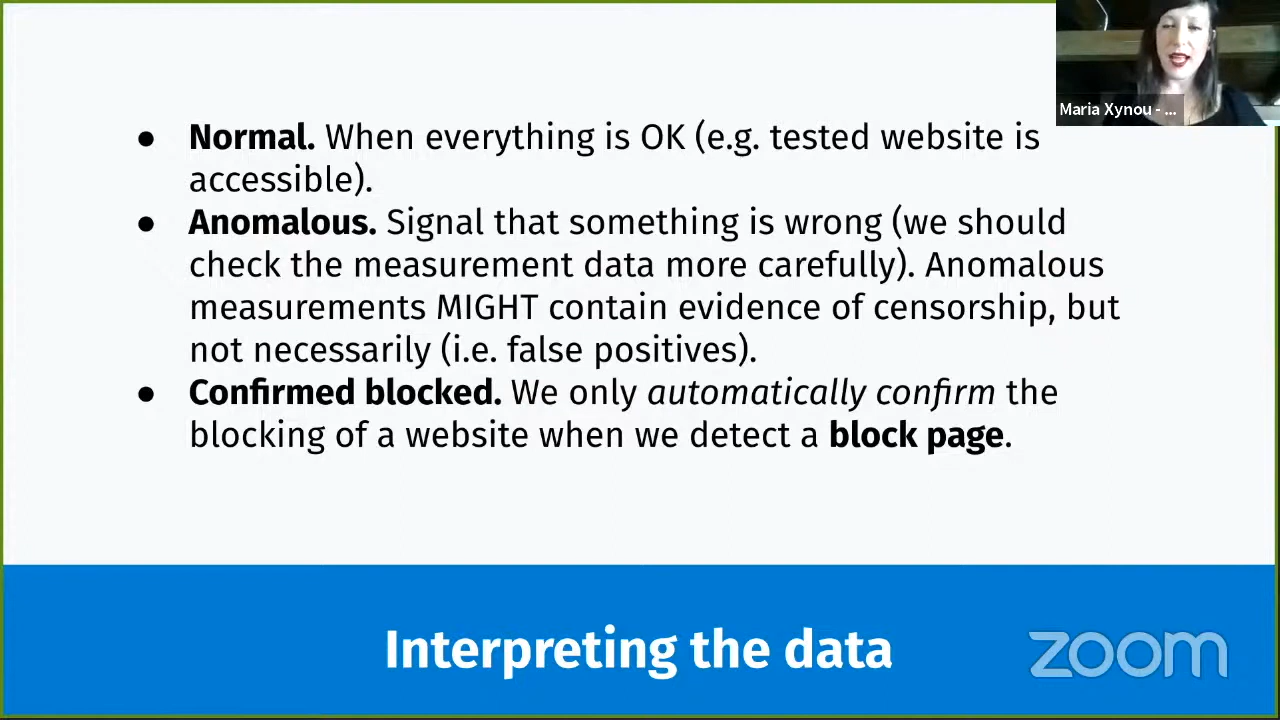 Maria Xynou - ...
● Normal. When everything is OK (e.g. tested website is
accessible).
● Anomalous. Signal that something is wrong (we should
check the measurement data more carefully). Anomalous
measurements MIGHT contain evidence of censorship, but
not necessarily (i.e. false positives).
● Confirmed blocked. We only automatically confirm the
blocking of a website when we detect a block page.
Interpreting the data
zoom